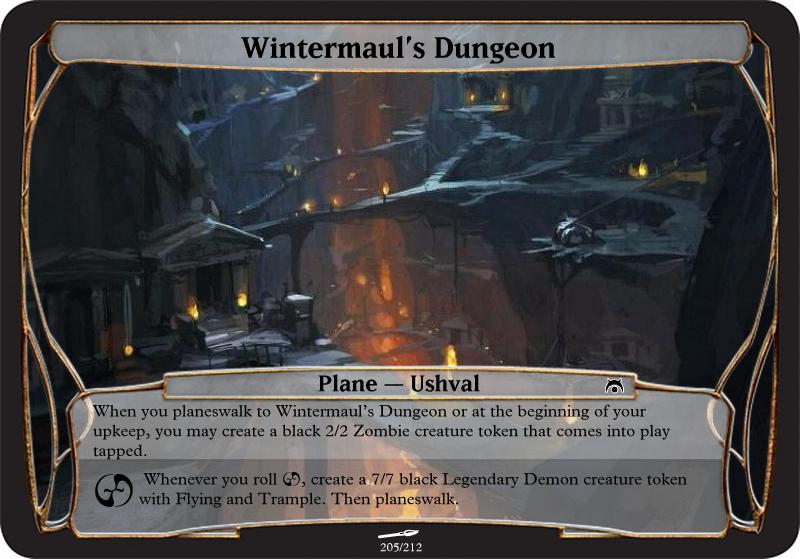 Wintermaul's Dungeon
Plane — Ushval
When you planeswalk to Wintermaul's Dungeon or at the beginning of your
upkeep, you may create a black 2/2 Zombie creature token that comes into play
tapped.
Whenever you roll , create a 7/7 black Legendary Demon creature token
with Flying and Trample. Then planeswalk.
205/212